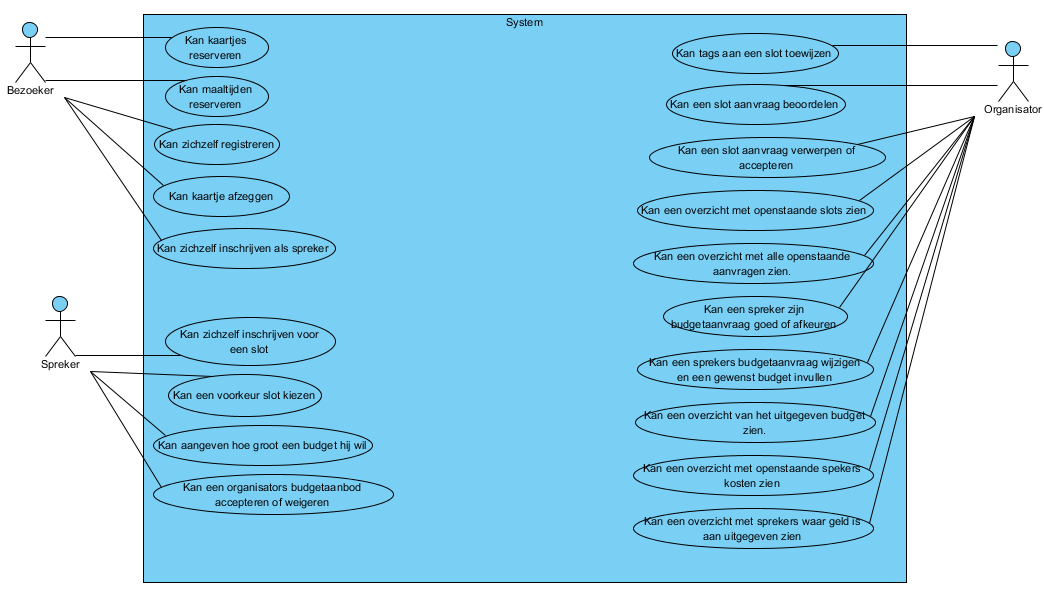 System
Bezoeker
Kan kaartjes
reserveren
Kan maaltijden
reserveren
Kan zichzelf registreren
Kan kaartje afzeggen
Kan zichzelf inschrijven als spreker
Spreker
Kan zichzelf inschrijven voor
een slot
Kan een voorkeur slot kiezen
Kan aangeven hoe groot een budget hij wil
Kan een organisators budgetaanbod
accepteren of weigeren
Organisator
Kan tags aan een slot toewijzen
Kan een slot aanvraag beoordelen
Kan een slot aanvraag verwerpen of
accepteren
Kan een overzicht met openstaande slots zien
Kan een overzicht met alle openstaande
aanvragen zien.
Kan een spreker zijn
budgetaanvraag goed of afkeuren
Kan een sprekers budgetaanvraag wijzigen
en een gewenst budget invullen
Kan een overzicht van het uitgegeven budget
zien.
Kan een overzicht met openstaande spekers
kosten zien
Kan een overzicht met sprekers waar geld is
aan uitgegeven zien